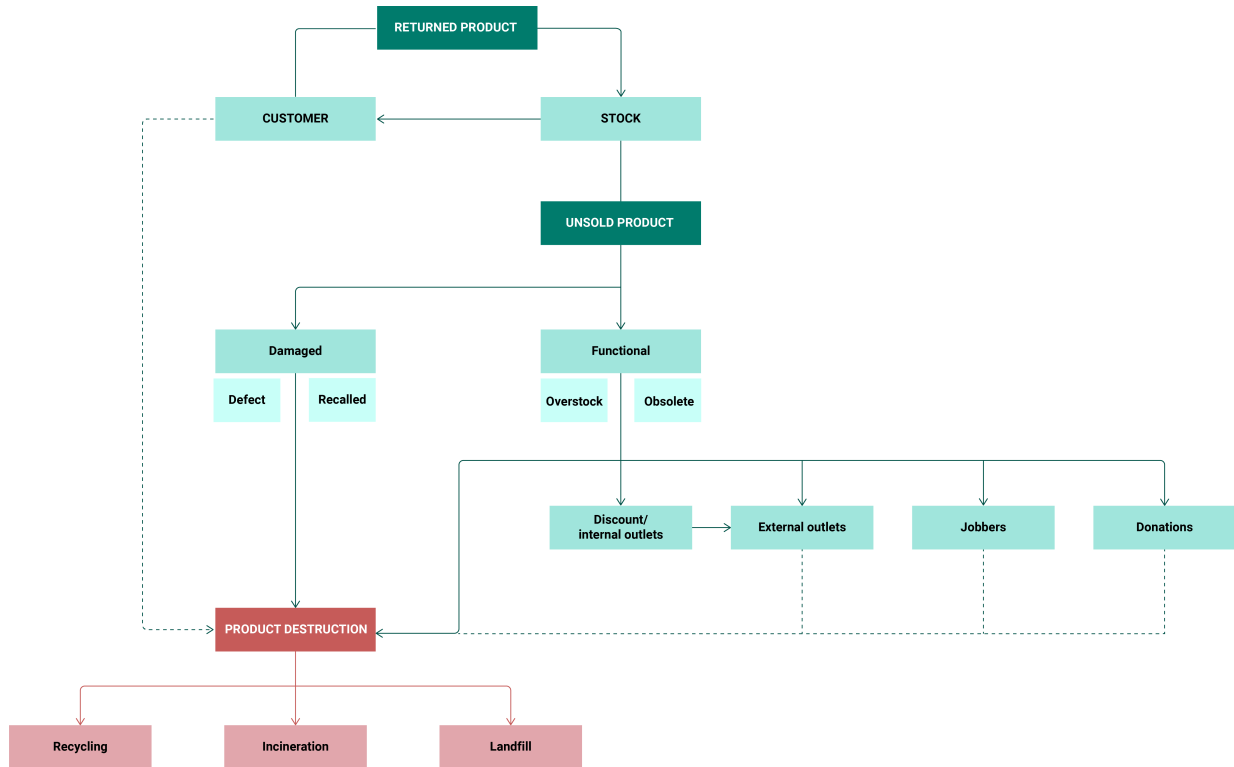 RETURNED PRODUCT
CUSTOMER
STOCK
UNSOLD PRODUCT
Damaged
Functional
Defect
Recalled
Overstock
Obsolete
Discount/
internal outlets
External outlets
Jobbers
Donations
PRODUCT DESTRUCTION
Recycling
Incineration
Landfill